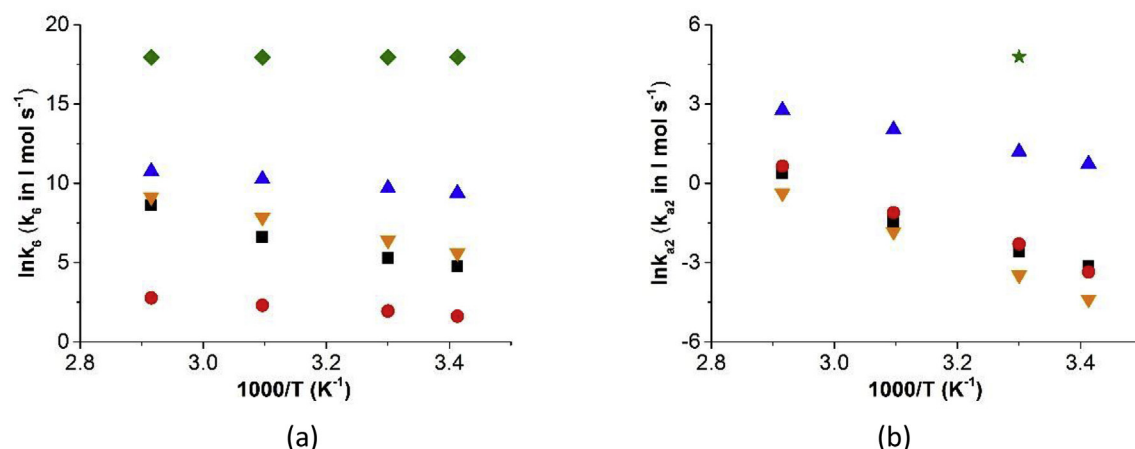 20
15
10
5
0
2.8 3.0 3.2 3.4
lnk6 (k6 in l mol s-1)
1000/T (K-1)
(a)
6
3
0
-3
-6
2.8 3.0 3.2 3.4
lnka2 (ka2 in l mol s-1)
1000/T (K-1)
(b)